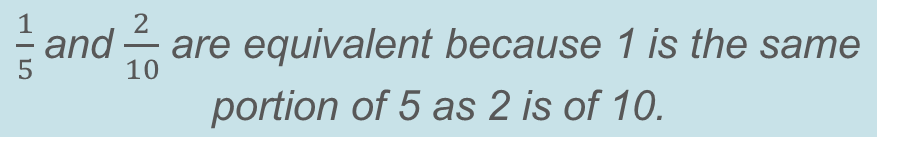 1/5 and 2/10 are equivalent because 1 is the same
portion of 5 as 2 is of 10.